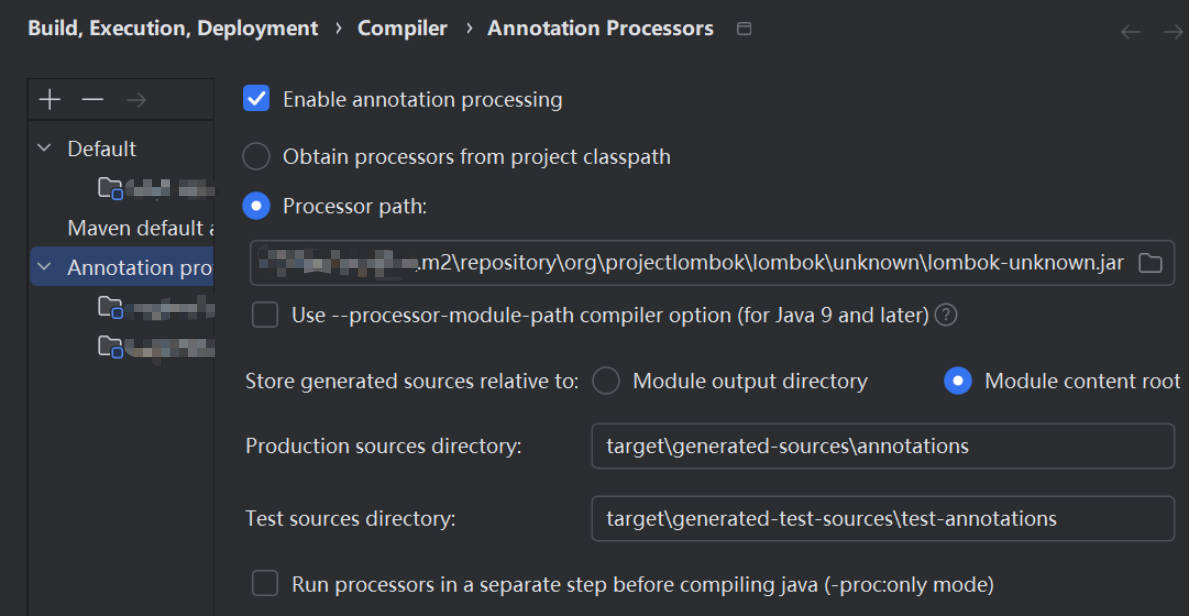 Build, Execution, Deployment › Compiler › Annotation Processors
Enable annotation processing
Default
Obtain processors from project classpath
Processor path:
Maven default
.m2\repository\org\projectlombok\lombok\unknown\lombok-unknown.jar
Annotation pro
Use --processor-module-path compiler option (for Java 9 and later) ?
Store generated sources relative to: Module output directory Module content root
Production sources directory: target\generated-sources\annotations
Test sources directory: target\generated-test-sources\test-annotations
Run processors in a separate step before compiling java (-proc:only mode)